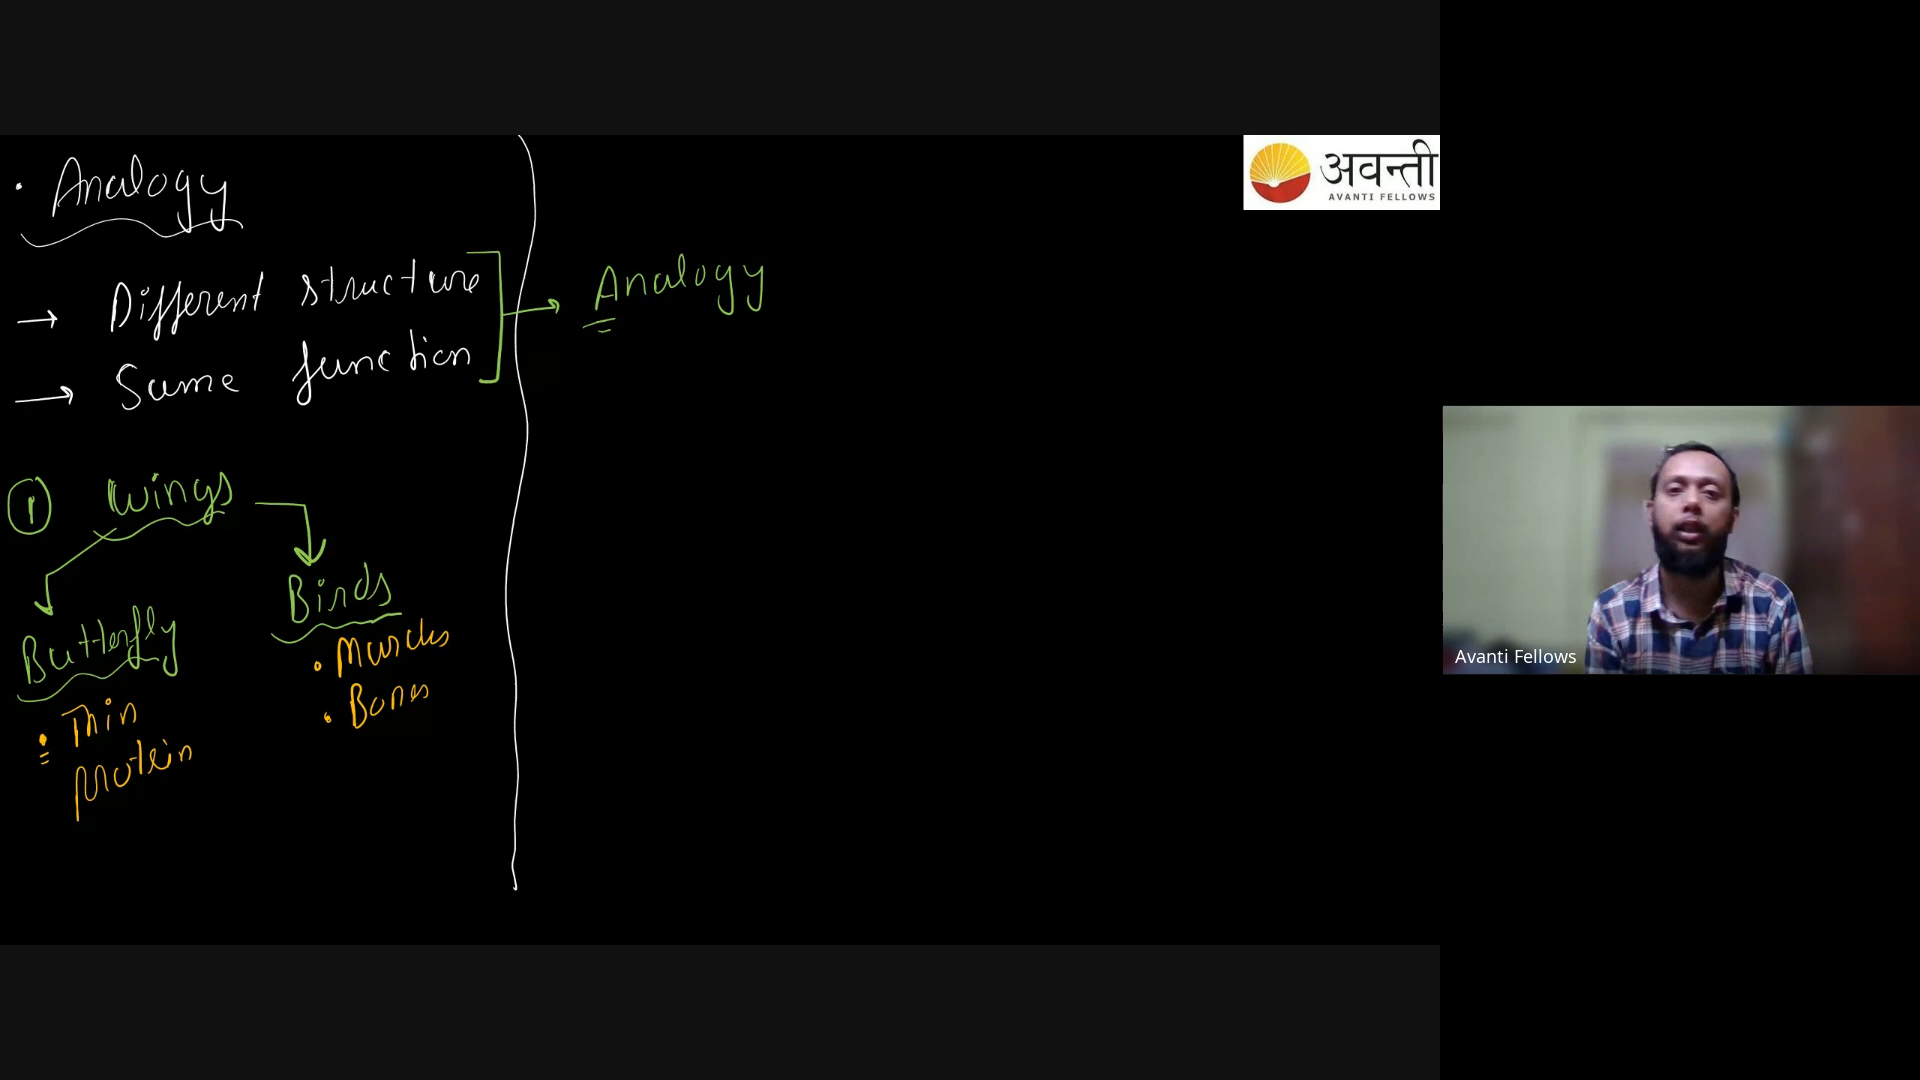 • Analogy
→ Different structure
→ Same function
→ Analogy
① Wings
Butterfly
• Thin
Protein
Birds
• Muscles
• Bones
अवन्ती
AVANTI FELLOWS
Avanti Fellows